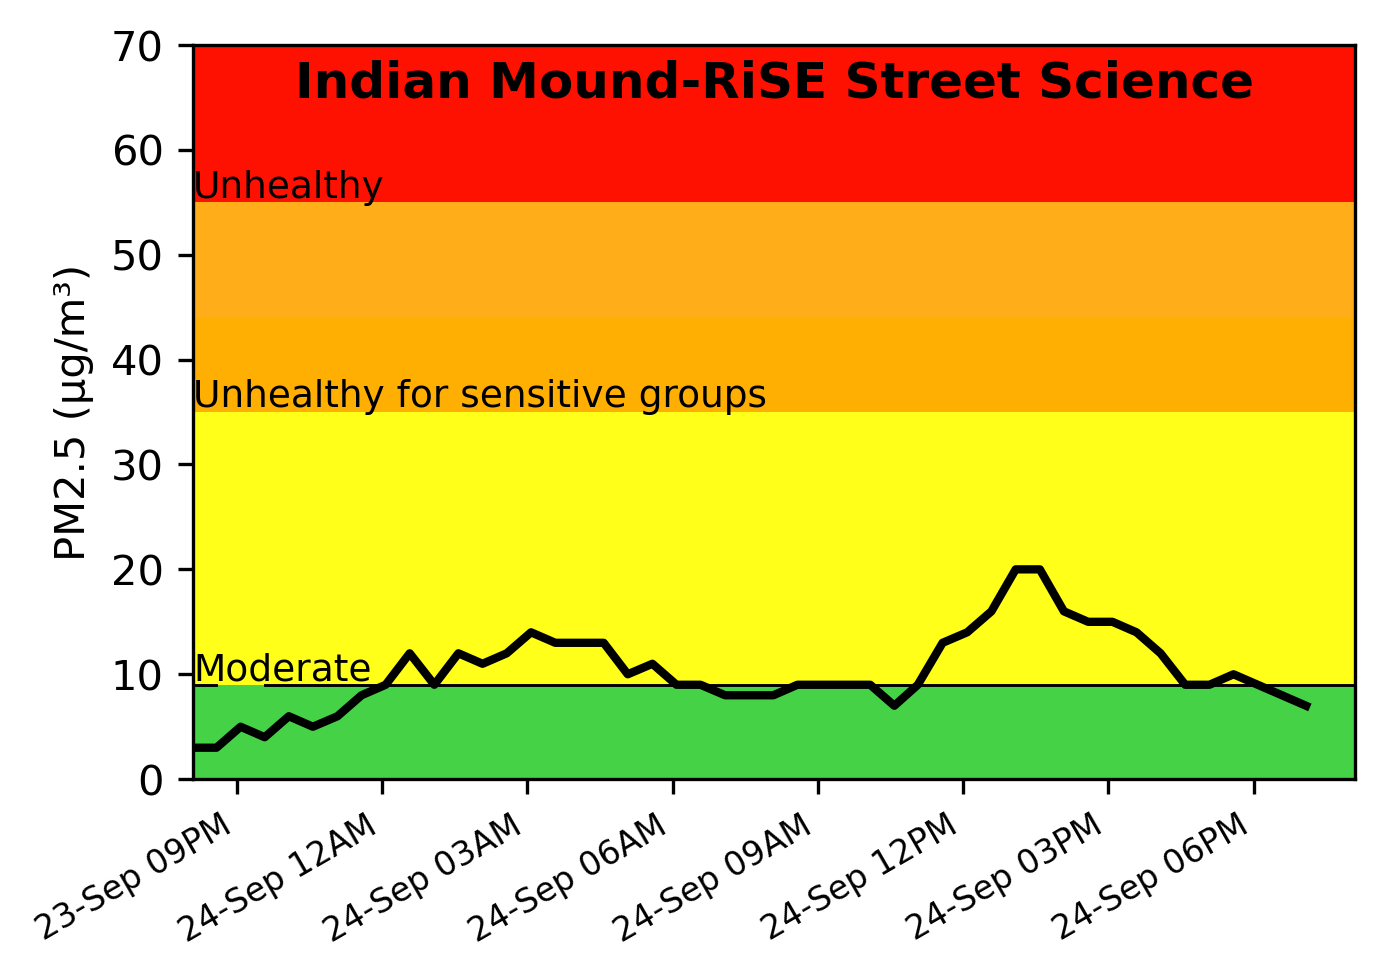 Indian Mound-RiSE Street Science
70
60
Unhealthy
50
40
Unhealthy for sensitive groups
30
20
Moderate
10
0
PM2.5 (µg/m³)
23-Sep 09PM
24-Sep 12AM
24-Sep 03AM
24-Sep 06AM
24-Sep 09AM
24-Sep 12PM
24-Sep 03PM
24-Sep 06PM